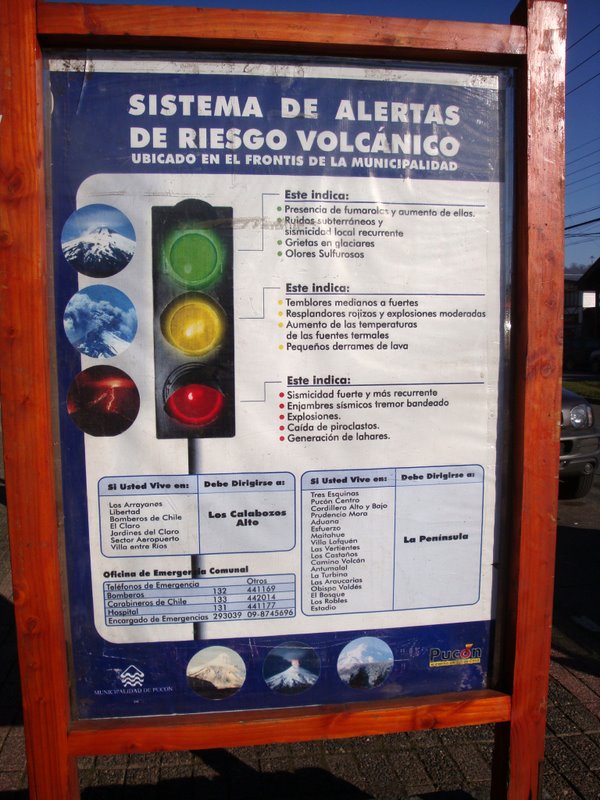 SISTEMA DE ALERTAS
DE RIESGO VOLCÁNICO
UBICADO EN EL FRONTIS DE LA MUNICIPALIDAD
Este indica:
Presencia de fumarolas y aumento de ellas.
Ruidos subterráneos y
sismicidad local recurrente
Grietas en glaciares
Olores Sulfurosos
Este indica:
Temblores medianos a fuertes
Resplandores rojizas y explosiones moderadas
Aumento de las temperaturas
de las fuentes termales
Pequeños derrames de lava
Este indica:
Sismicidad fuerte y más recurrente
Enjambres sísmicos tremor bandeado
Explosiones.
Caída de piroclastos.
Generación de lahares.
Si Usted Vive en:
Debe Dirigirse a:
Los Arrayanes
Libertad
Bomberos de Chile
El Claro
Jardines del Claro
Sector Aeropuerto
Villa entre Ríos
Los Calabozos
Alto
Si Usted Vive en:
Debe Dirigirse a:
Tres Esquinas
Pucón Centro
Cordillera Alto y Bajo
Prudencio Mora
Aduana
Esfuerzo
Maitahue
Villa Lafquén
Las Vertientes
Los Castaños
Camino Volcán
Antumalal
La Turbina
Las Araucarias
Obispo Valdés
El Bosque
Los Robles
Estadio
La Península
Oficina de Emergencia Comunal
Teléfonos de Emergencia Otros
Bomberos 132 441169
Carabineros de Chile 133 442014
Hospital 131 441177
Encargado de Emergencias 293039 09-8745696
MUNICIPALIDAD DE PUCÓN
Pucón